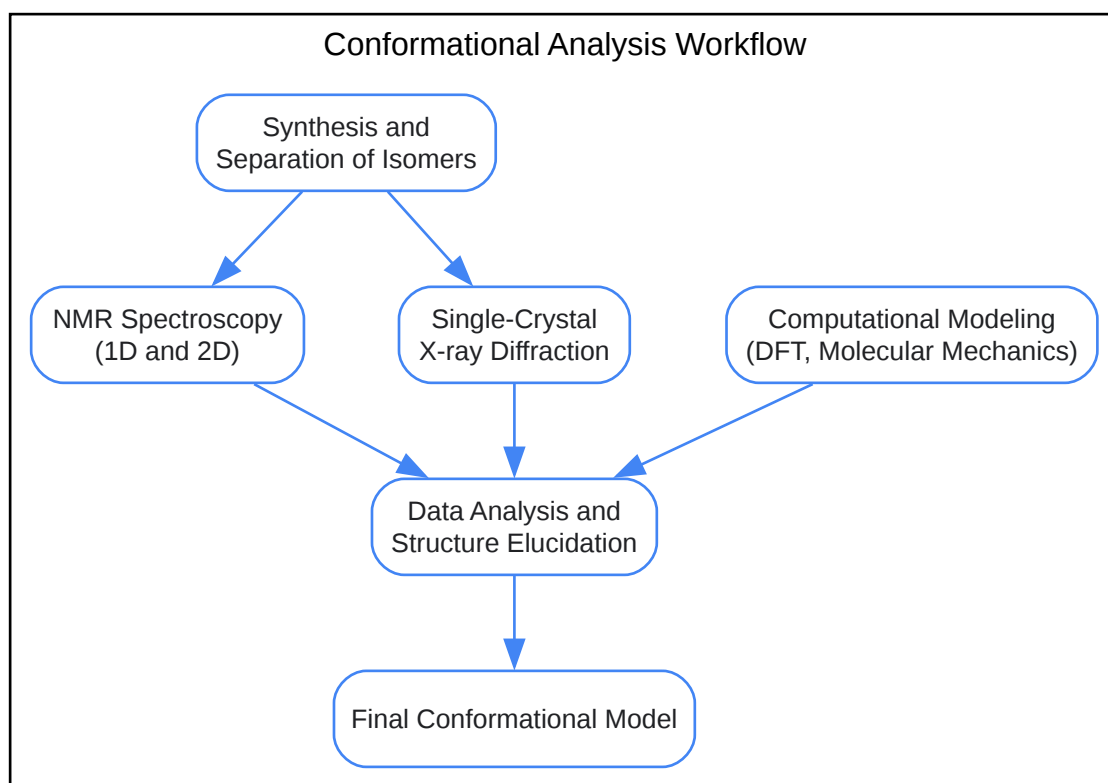 Conformational Analysis Workflow
Synthesis and
Separation of Isomers
NMR Spectroscopy
(1D and 2D)
Single-Crystal
X-ray Diffraction
Computational Modeling
(DFT, Molecular Mechanics)
Data Analysis and
Structure Elucidation
Final Conformational Model